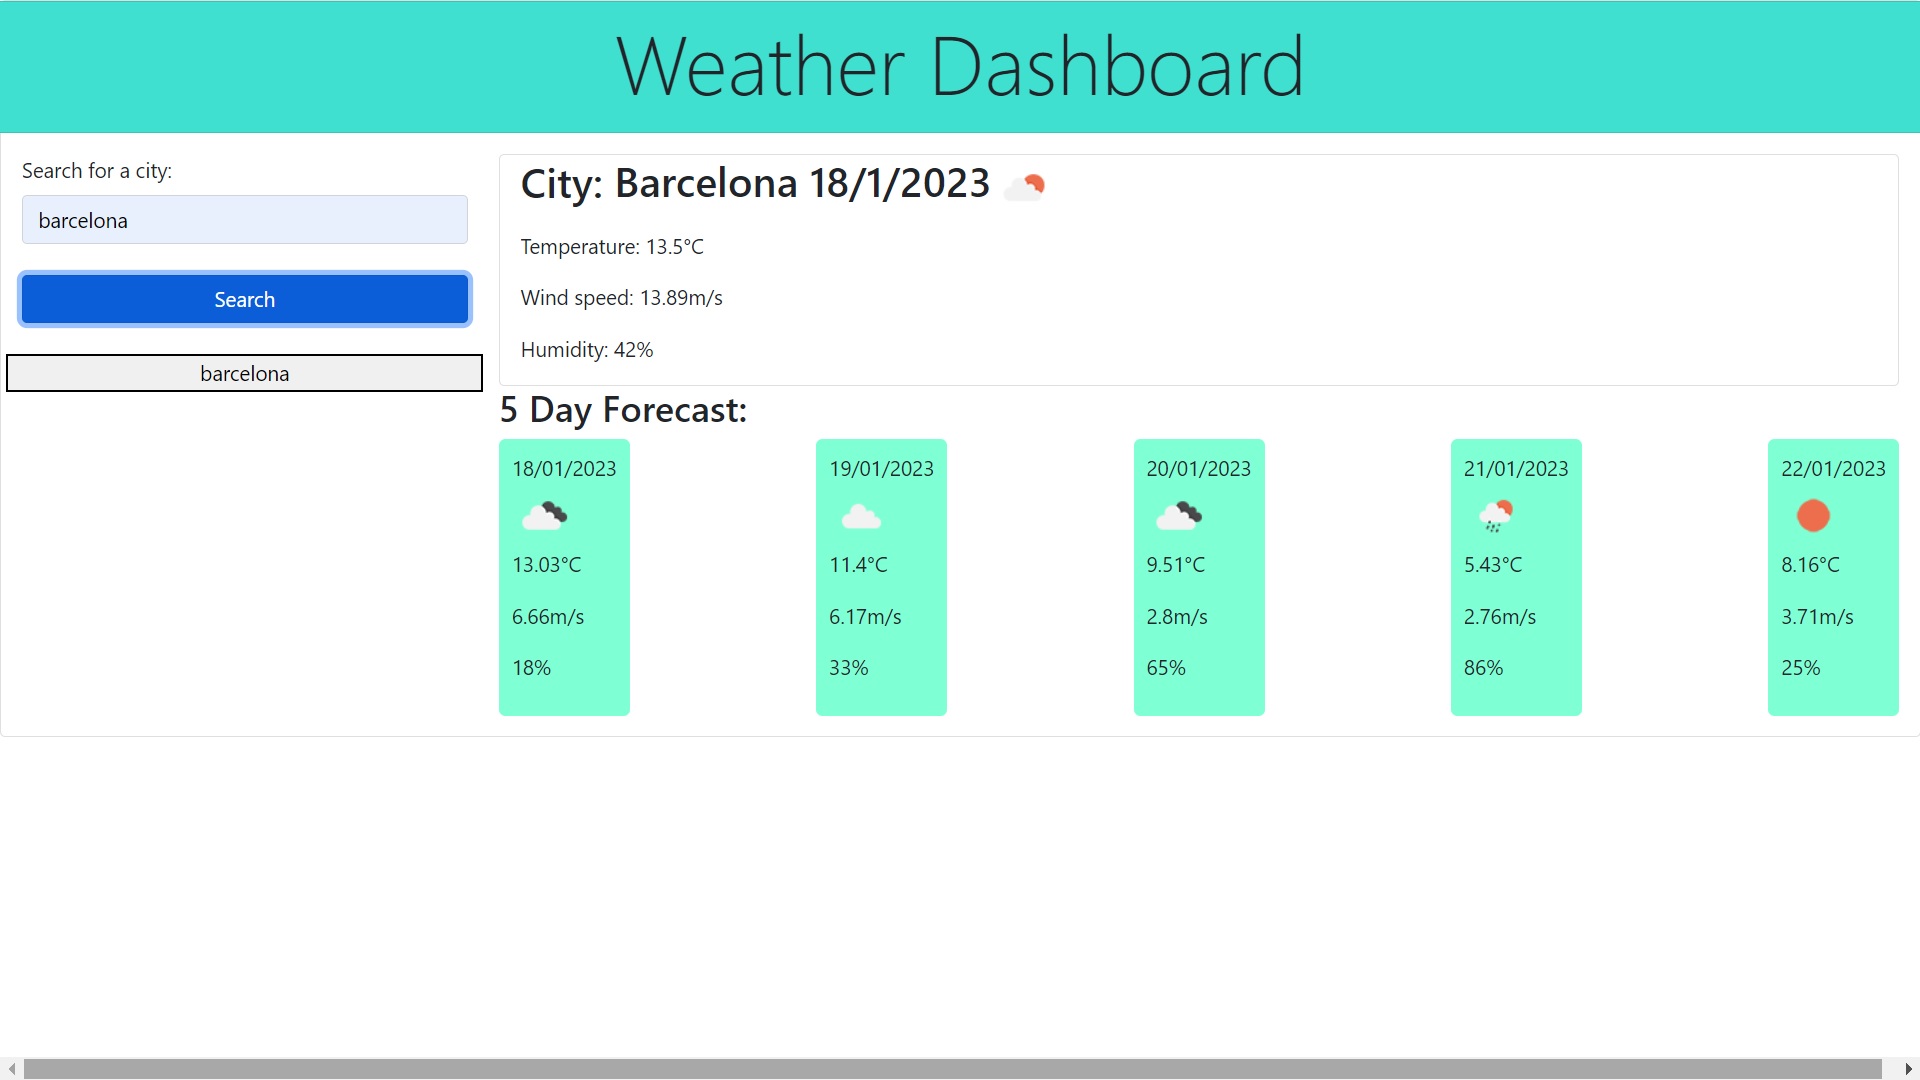 Weather Dashboard
Search for a city:
barcelona
Search
barcelona
City: Barcelona 18/1/2023
Temperature: 13.5°C
Wind speed: 13.89m/s
Humidity: 42%
5 Day Forecast:
18/01/2023
13.03°C
6.66m/s
18%
19/01/2023
11.4°C
6.17m/s
33%
20/01/2023
9.51°C
2.8m/s
65%
21/01/2023
5.43°C
2.76m/s
86%
22/01/2023
8.16°C
3.71m/s
25%